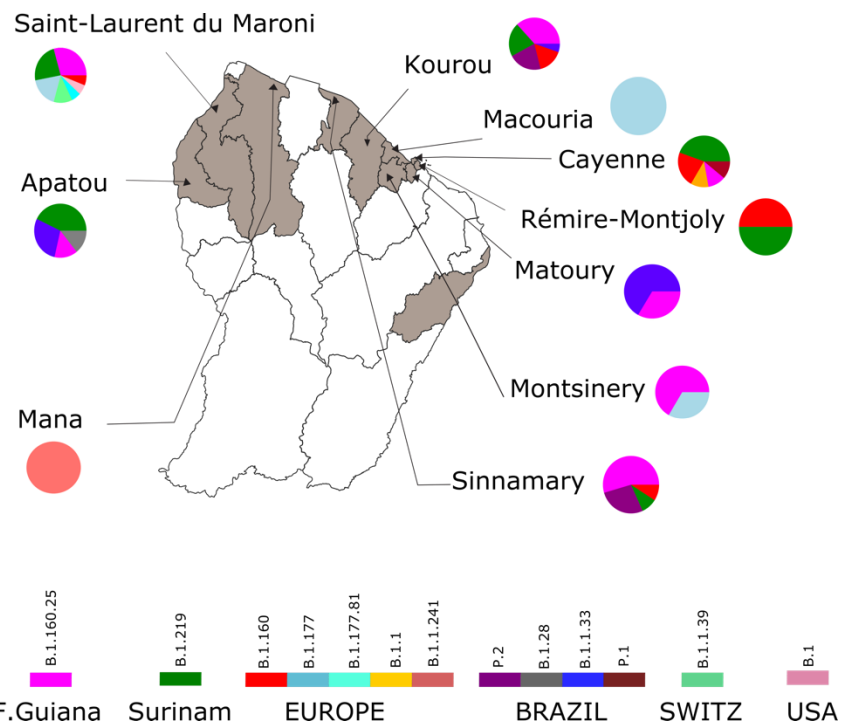 Saint-Laurent du Maroni
Kourou
Macouria
Cayenne
Apatou
Rémire-Montjoly
Matoury
Montsinery
Mana
Sinnamary
B.1.160.25
B.1.219
B.1.160
B.1.177
B.1.177.81
B.1.1
B.1.1.241
P.2
B.1.28
B.1.1.33
P.1
B.1.1.39
B.1
F.Guiana Surinam EUROPE BRAZIL SWITZ USA